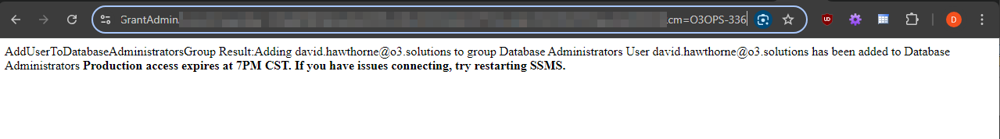 GrantAdmin.
.cm=O3OPS-336
D
AddUserToDatabaseAdministratorsGroup Result:Adding david.hawthorne@o3.solutions to group Database Administrators User david.hawthorne@o3.solutions has been added to Database
Administrators Production access expires at 7PM CST. If you have issues connecting, try restarting SSMS.